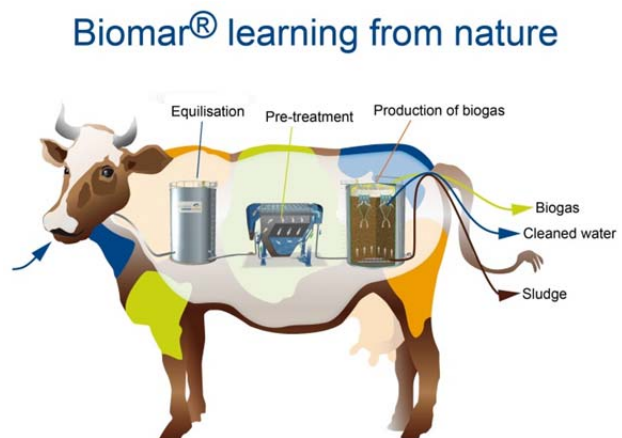 Biomar® learning from nature
Equilisation
Pre-treatment
Production of biogas
Biogas
Cleaned water
Sludge